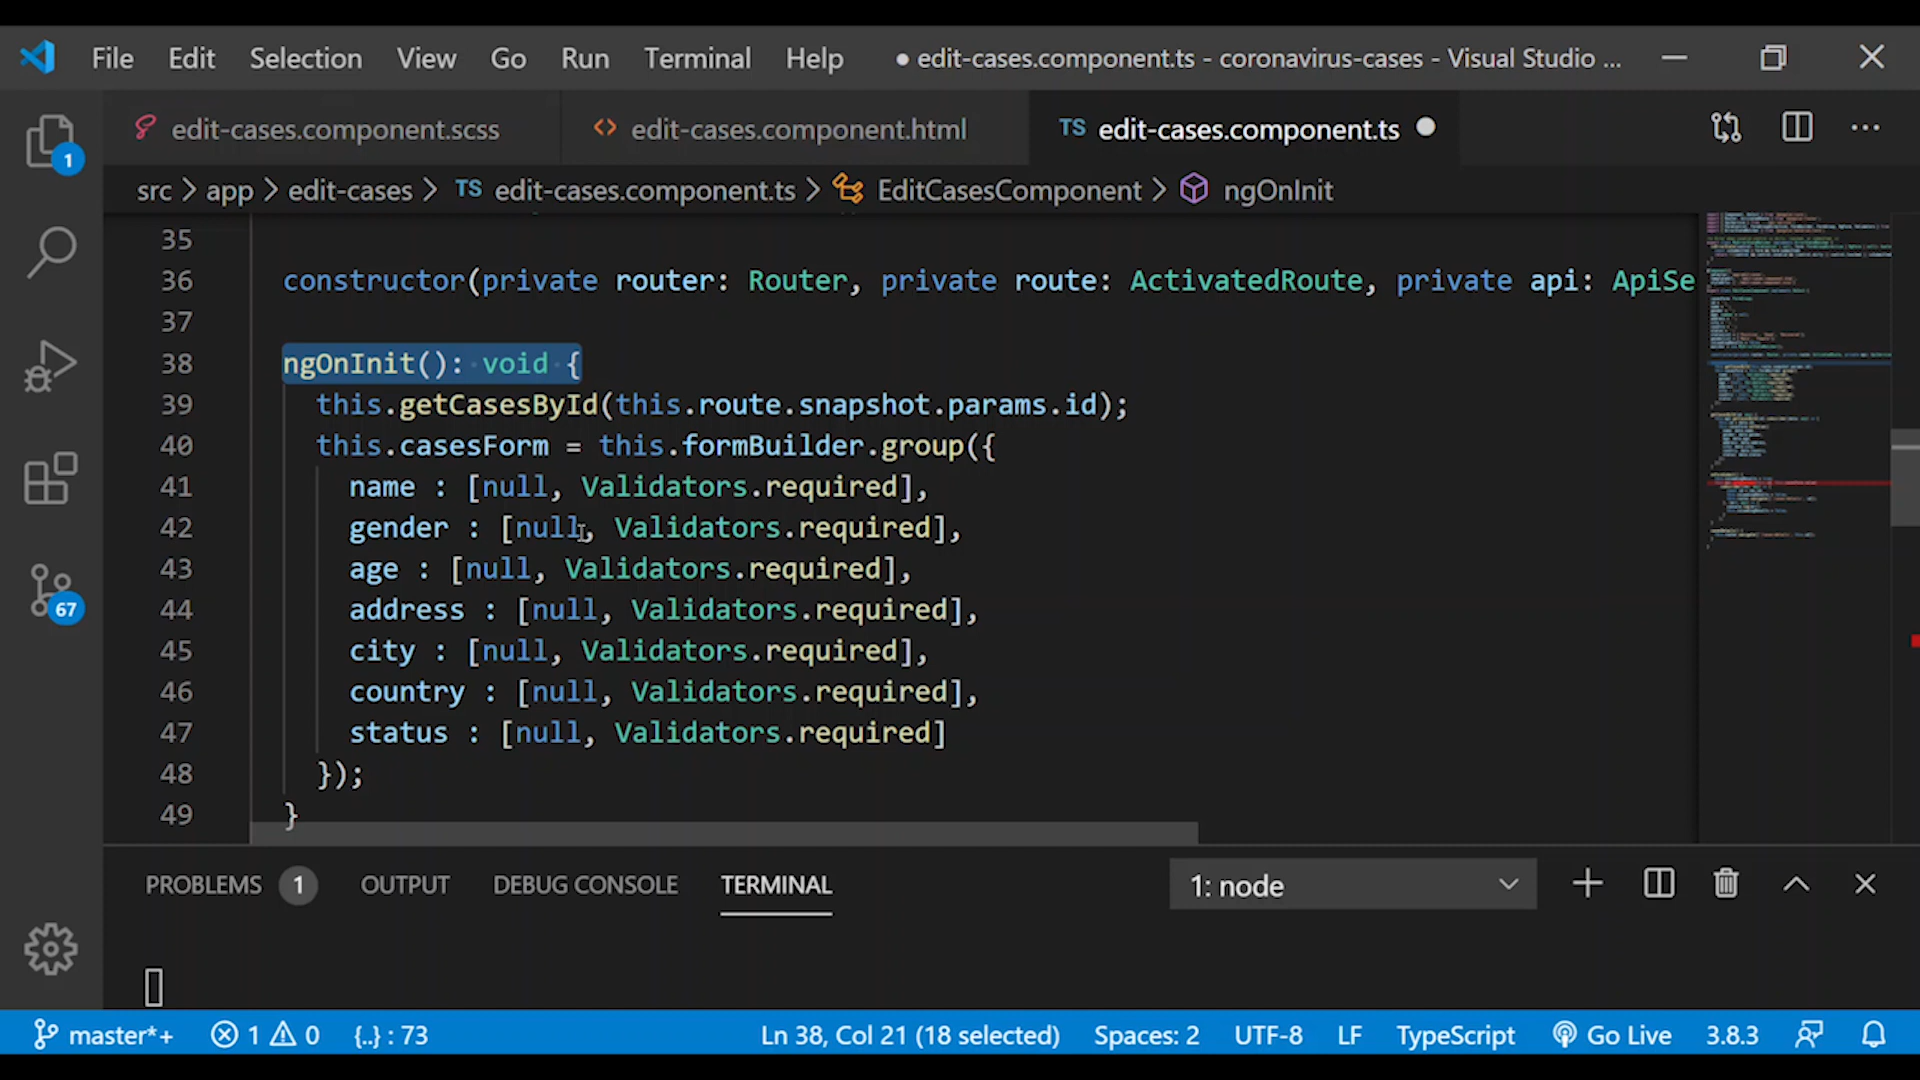 File Edit Selection View Go Run Terminal Help ● edit-cases.component.ts - coronavirus-cases - Visual Studio ...
edit-cases.component.scss edit-cases.component.html TS edit-cases.component.ts
1
src > app > edit-cases > TS edit-cases.component.ts > EditCasesComponent > ngOnInit
35
36 constructor(private router: Router, private route: ActivatedRoute, private api: ApiSe
37
38 ngOnInit(): void {
39 this.getCasesById(this.route.snapshot.params.id);
40 this.casesForm = this.formBuilder.group({
41 name : [null, Validators.required],
42 gender : [null, Validators.required],
43 age : [null, Validators.required],
44 address : [null, Validators.required],
45 city : [null, Validators.required],
46 country : [null, Validators.required],
47 status : [null, Validators.required]
48 });
49 }
67
PROBLEMS 1 OUTPUT DEBUG CONSOLE TERMINAL 1: node
master*+ 1 0 {..} : 73 Ln 38, Col 21 (18 selected) Spaces: 2 UTF-8 LF TypeScript Go Live 3.8.3